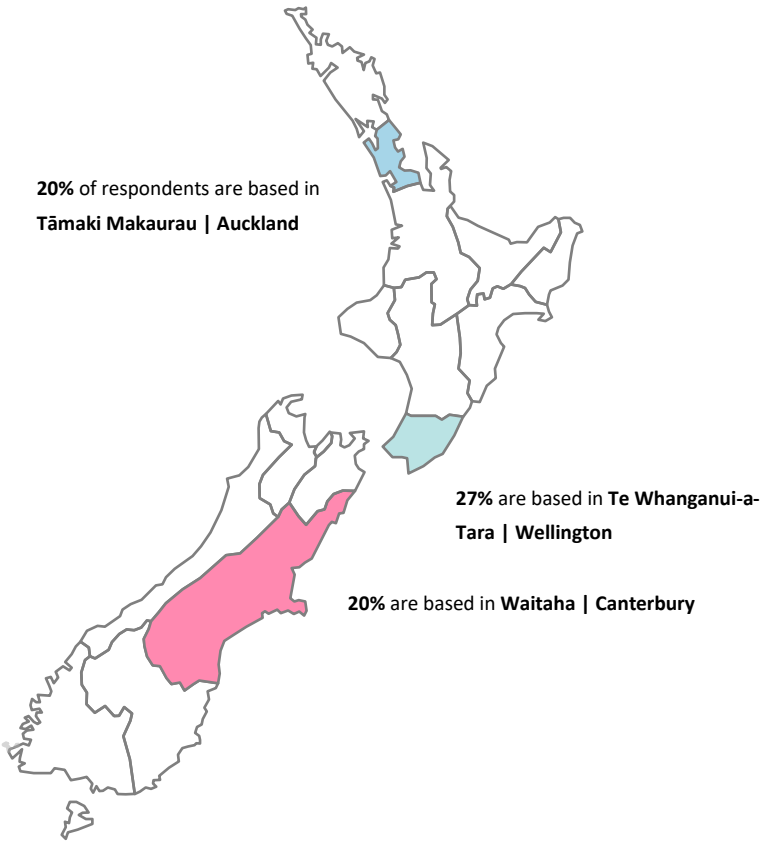 20% of respondents are based in
Tāmaki Makaurau | Auckland
27% are based in Te Whanganui-a-
Tara | Wellington
20% are based in Waitaha | Canterbury